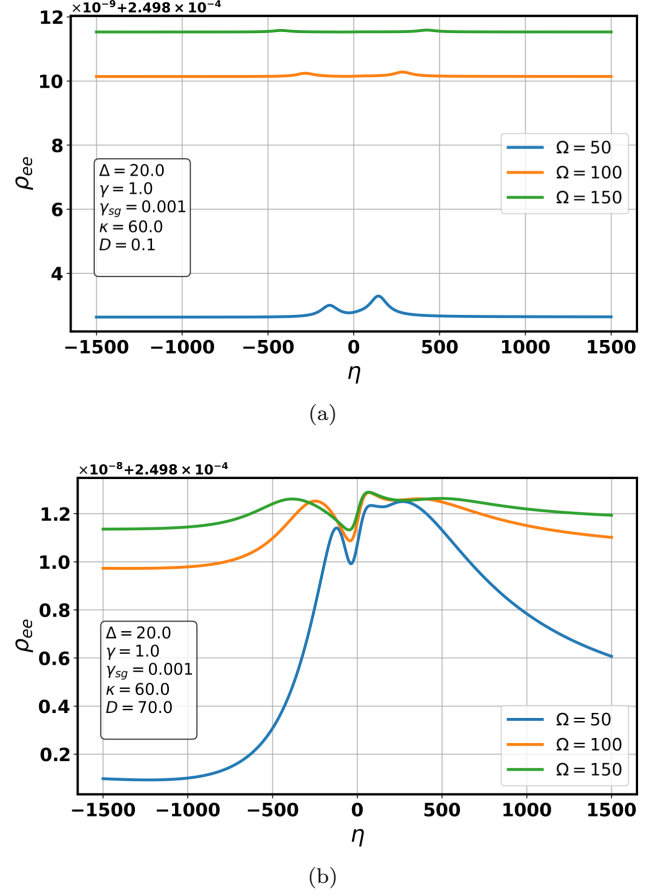 ×10⁻⁹+2.498 × 10⁻⁴
12
10
8
6
4
ρₑₑ
Δ = 20.0
γ = 1.0
γ_sg = 0.001
κ = 60.0
D = 0.1
Ω = 50
Ω = 100
Ω = 150
−1500 −1000 −500 0 500 1000 1500
η
(a)
×10⁻⁸+2.498 × 10⁻⁴
1.2
1.0
0.8
0.6
0.4
0.2
ρₑₑ
Δ = 20.0
γ = 1.0
γ_sg = 0.001
κ = 60.0
D = 70.0
Ω = 50
Ω = 100
Ω = 150
−1500 −1000 −500 0 500 1000 1500
η
(b)